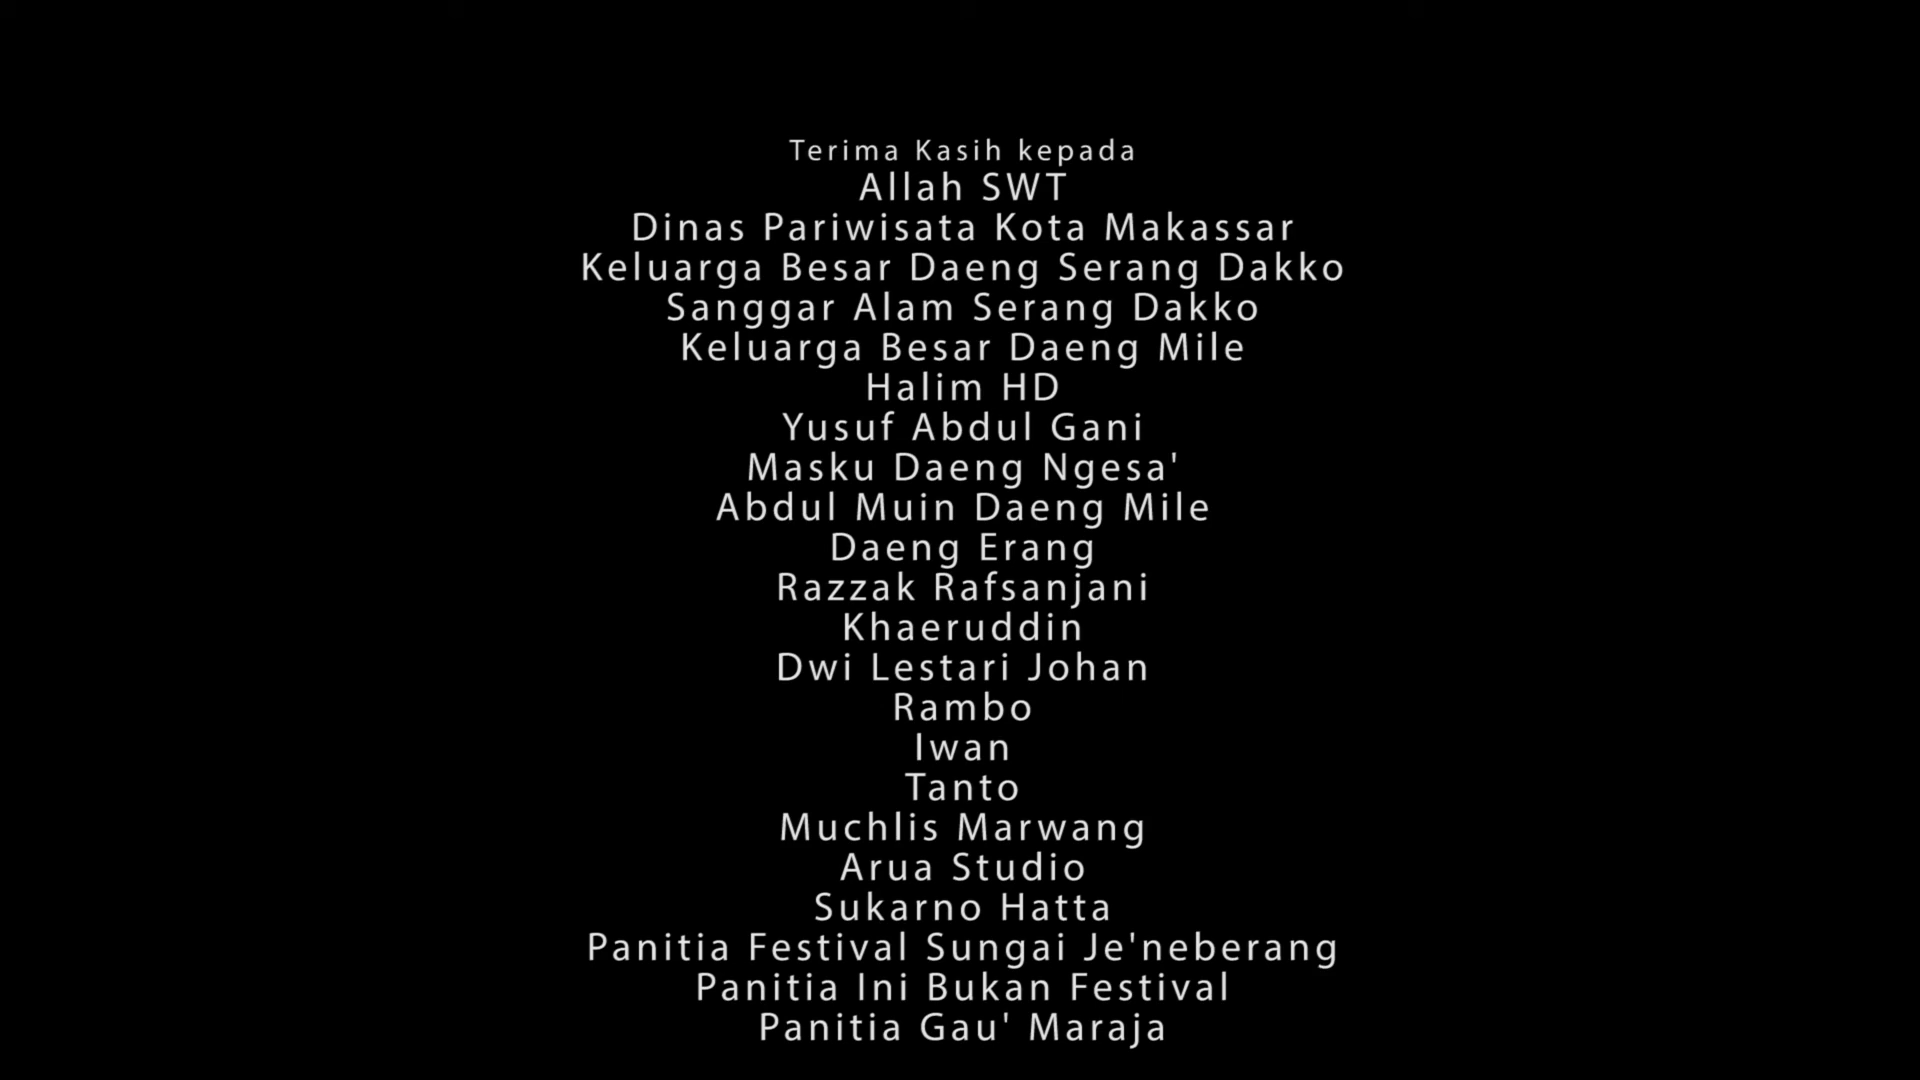 Terima Kasih kepada
Allah SWT
Dinas Pariwisata Kota Makassar
Keluarga Besar Daeng Serang Dakko
Sanggar Alam Serang Dakko
Keluarga Besar Daeng Mile
Halim HD
Yusuf Abdul Gani
Masku Daeng Ngesa'
Abdul Muin Daeng Mile
Daeng Erang
Razzak Rafsanjani
Khaeruddin
Dwi Lestari Johan
Rambo
Iwan
Tanto
Muchlis Marwang
Arua Studio
Sukarno Hatta
Panitia Festival Sungai Je'neberang
Panitia Ini Bukan Festival
Panitia Gau' Maraja